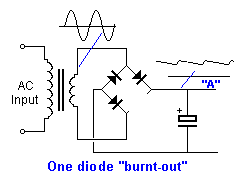 "A"
AC
Input
+
One diode "burnt-out"